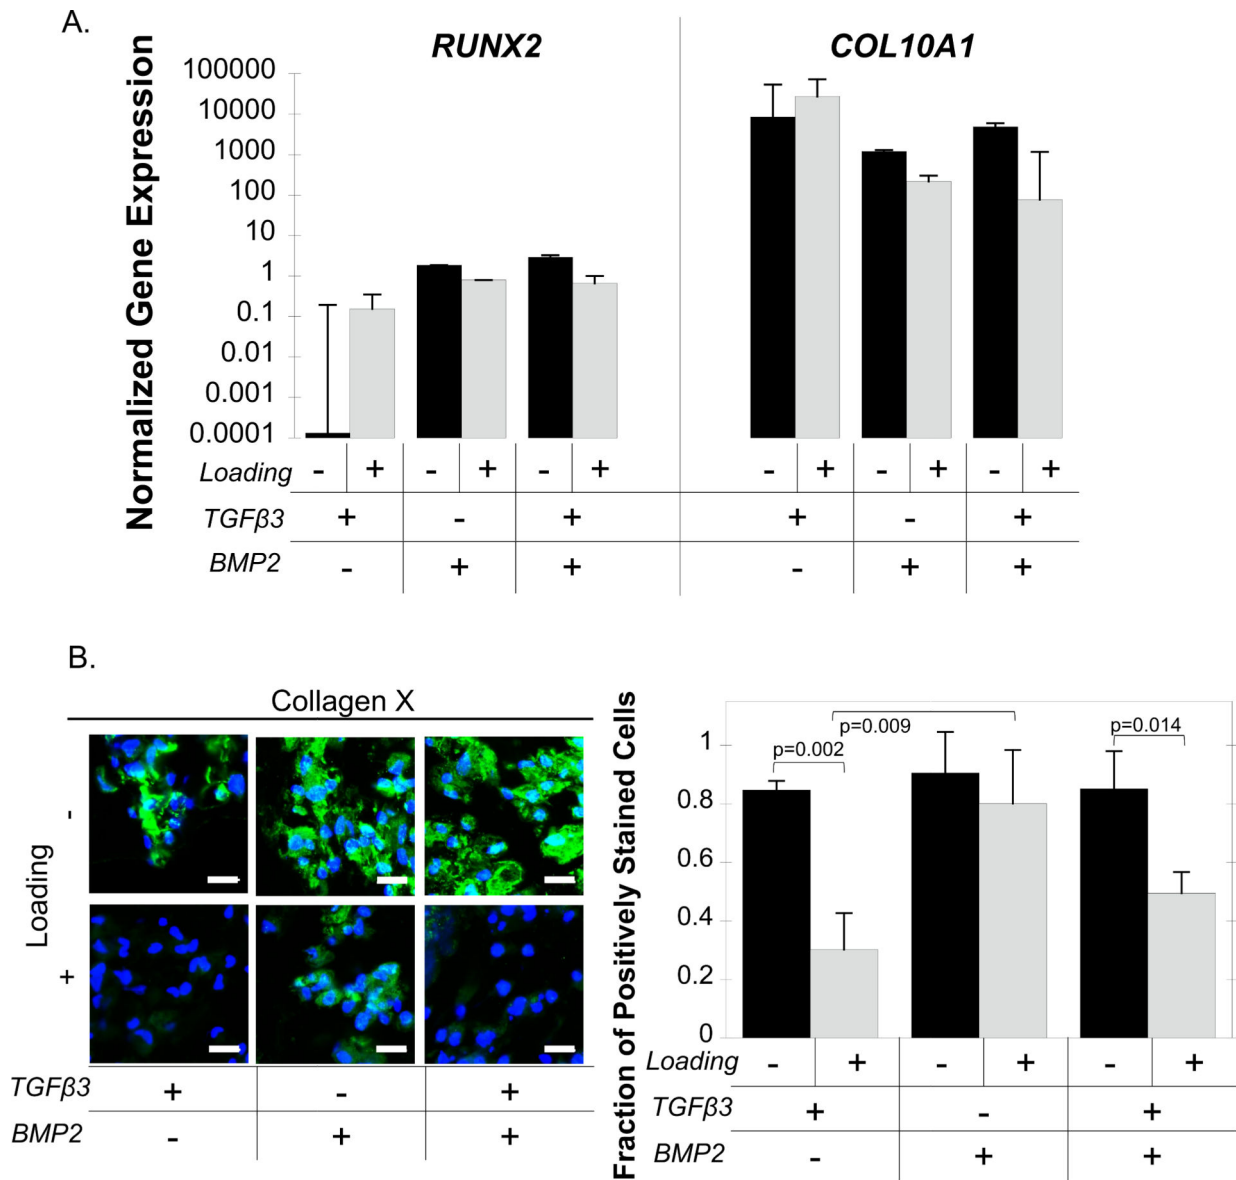 A.
RUNX2
COL10A1
Normalized Gene Expression
100000
10000
1000
100
10
1
0.1
0.01
0.001
0.0001
Loading - + - + - + - + - + - +
TGFβ3 + - + + - +
BMP2 - + + - + +
B.
Collagen X
Loading
-
+
TGFβ3 + - +
BMP2 - + +
Fraction of Positively Stained Cells
p=0.009
p=0.002
p=0.014
1
0.8
0.6
0.4
0.2
0
Loading - + - + - +
TGFβ3 + - +
BMP2 - + +